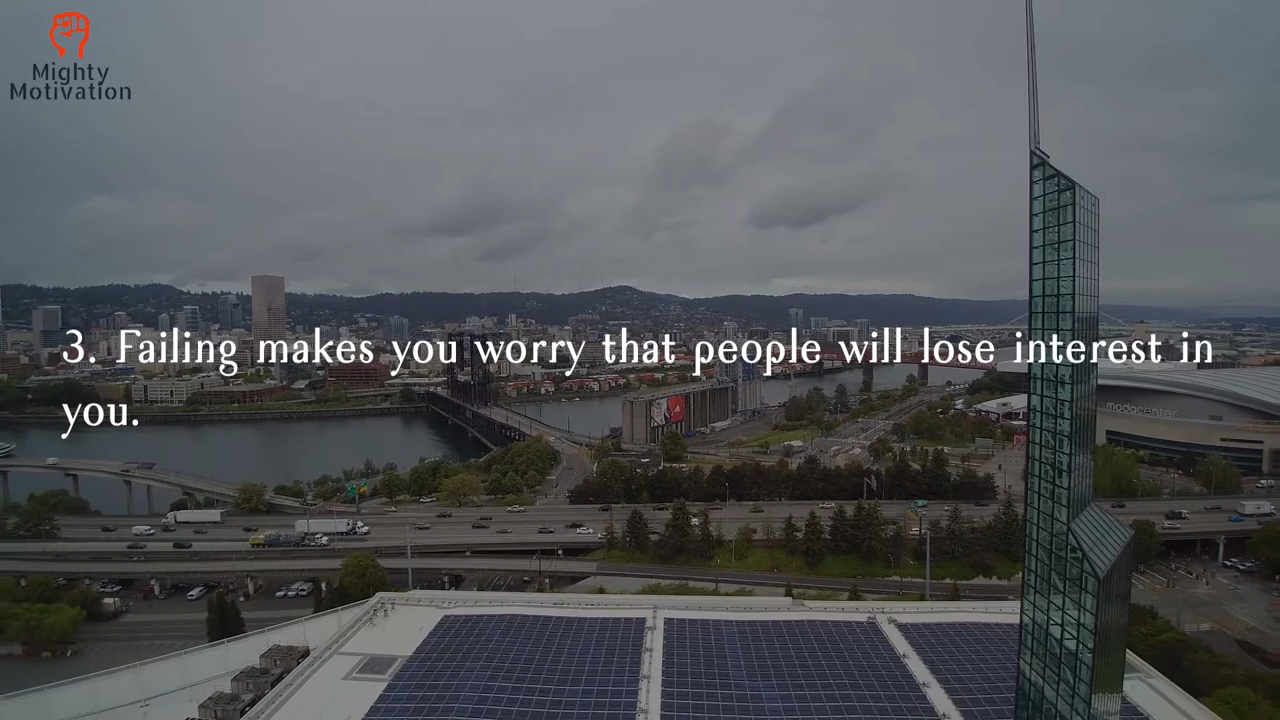 Mighty
Motivation
3. Failing makes you worry that people will lose interest in
you.
modacenter